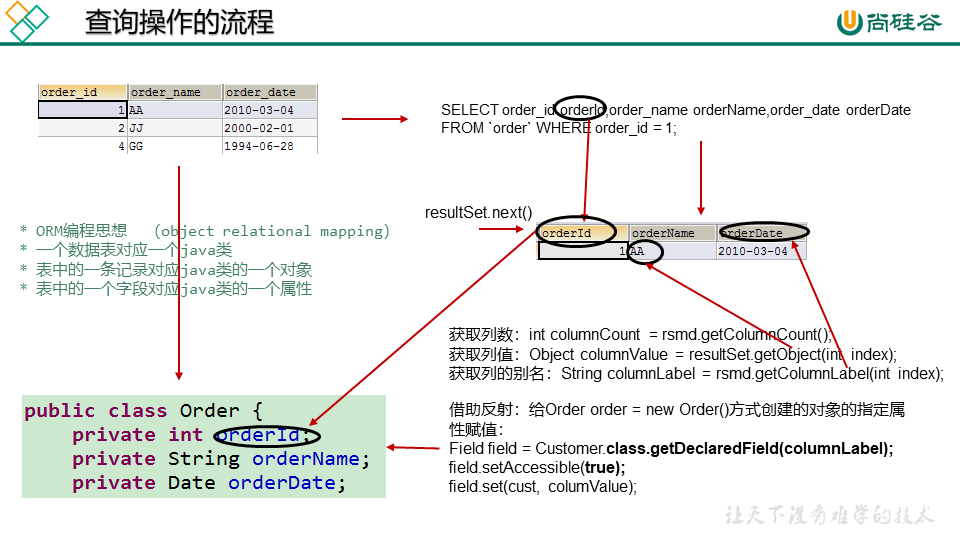 查询操作的流程
尚硅谷
order_id order_name order_date
1 AA 2010-03-04
2 JJ 2000-02-01
4 GG 1994-06-28
SELECT order_id orderId,order_name orderName,order_date orderDate
FROM `order` WHERE order_id = 1;
resultSet.next()
orderId orderName orderDate
1 AA 2010-03-04
* ORM编程思想 （object relational mapping）
* 一个数据表对应一个java类
* 表中的一条记录对应java类的一个对象
* 表中的一个字段对应java类的一个属性
获取列数：int columnCount = rsmd.getColumnCount();
获取列值：Object columnValue = resultSet.getObject(int index);
获取列的别名：String columnLabel = rsmd.getColumnLabel(int index);
借助反射：给Order order = new Order()方式创建的对象的指定属
性赋值：
Field field = Customer.class.getDeclaredField(columnLabel);
field.setAccessible(true);
field.set(cust, columValue);
public class Order {
private int orderId;
private String orderName;
private Date orderDate;
让天下没有难学的技术